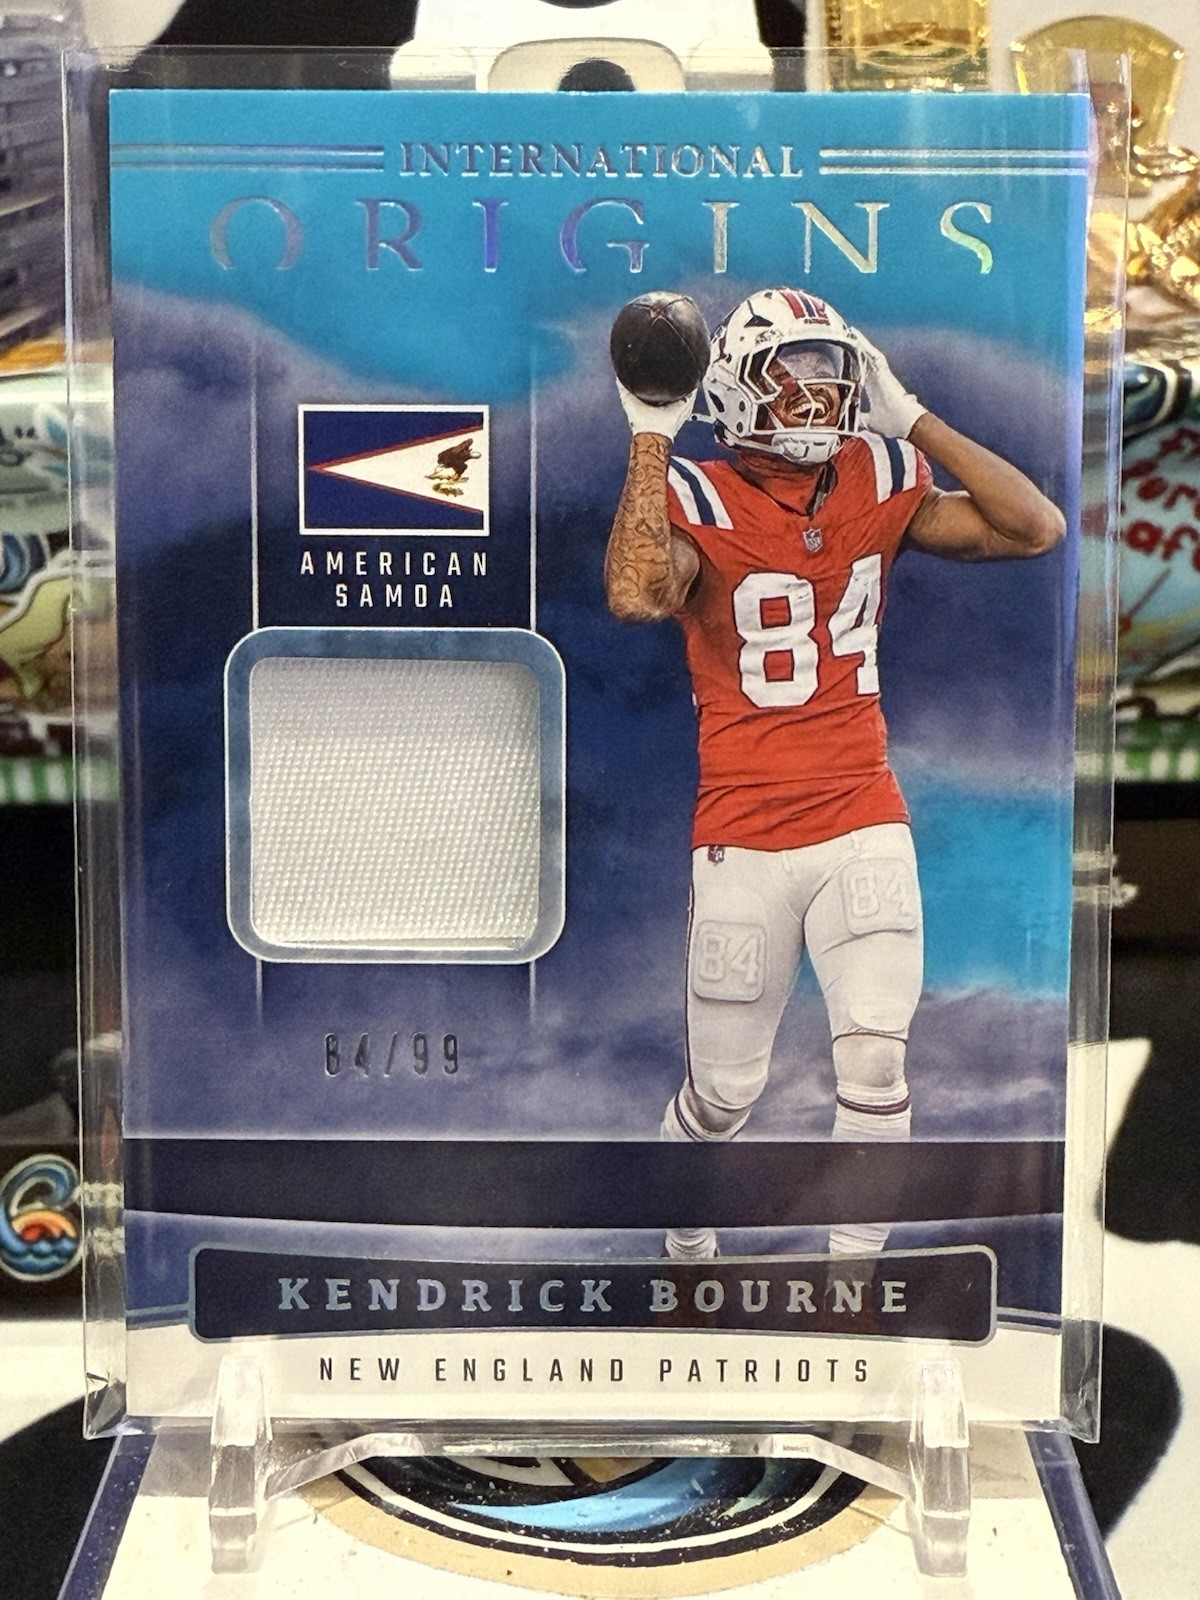 INTERNATIONAL
ORIGINS
AMERICAN
SAMOA
84
84
84
84/99
KENDRICK BOURNE
NEW ENGLAND PATRIOTS